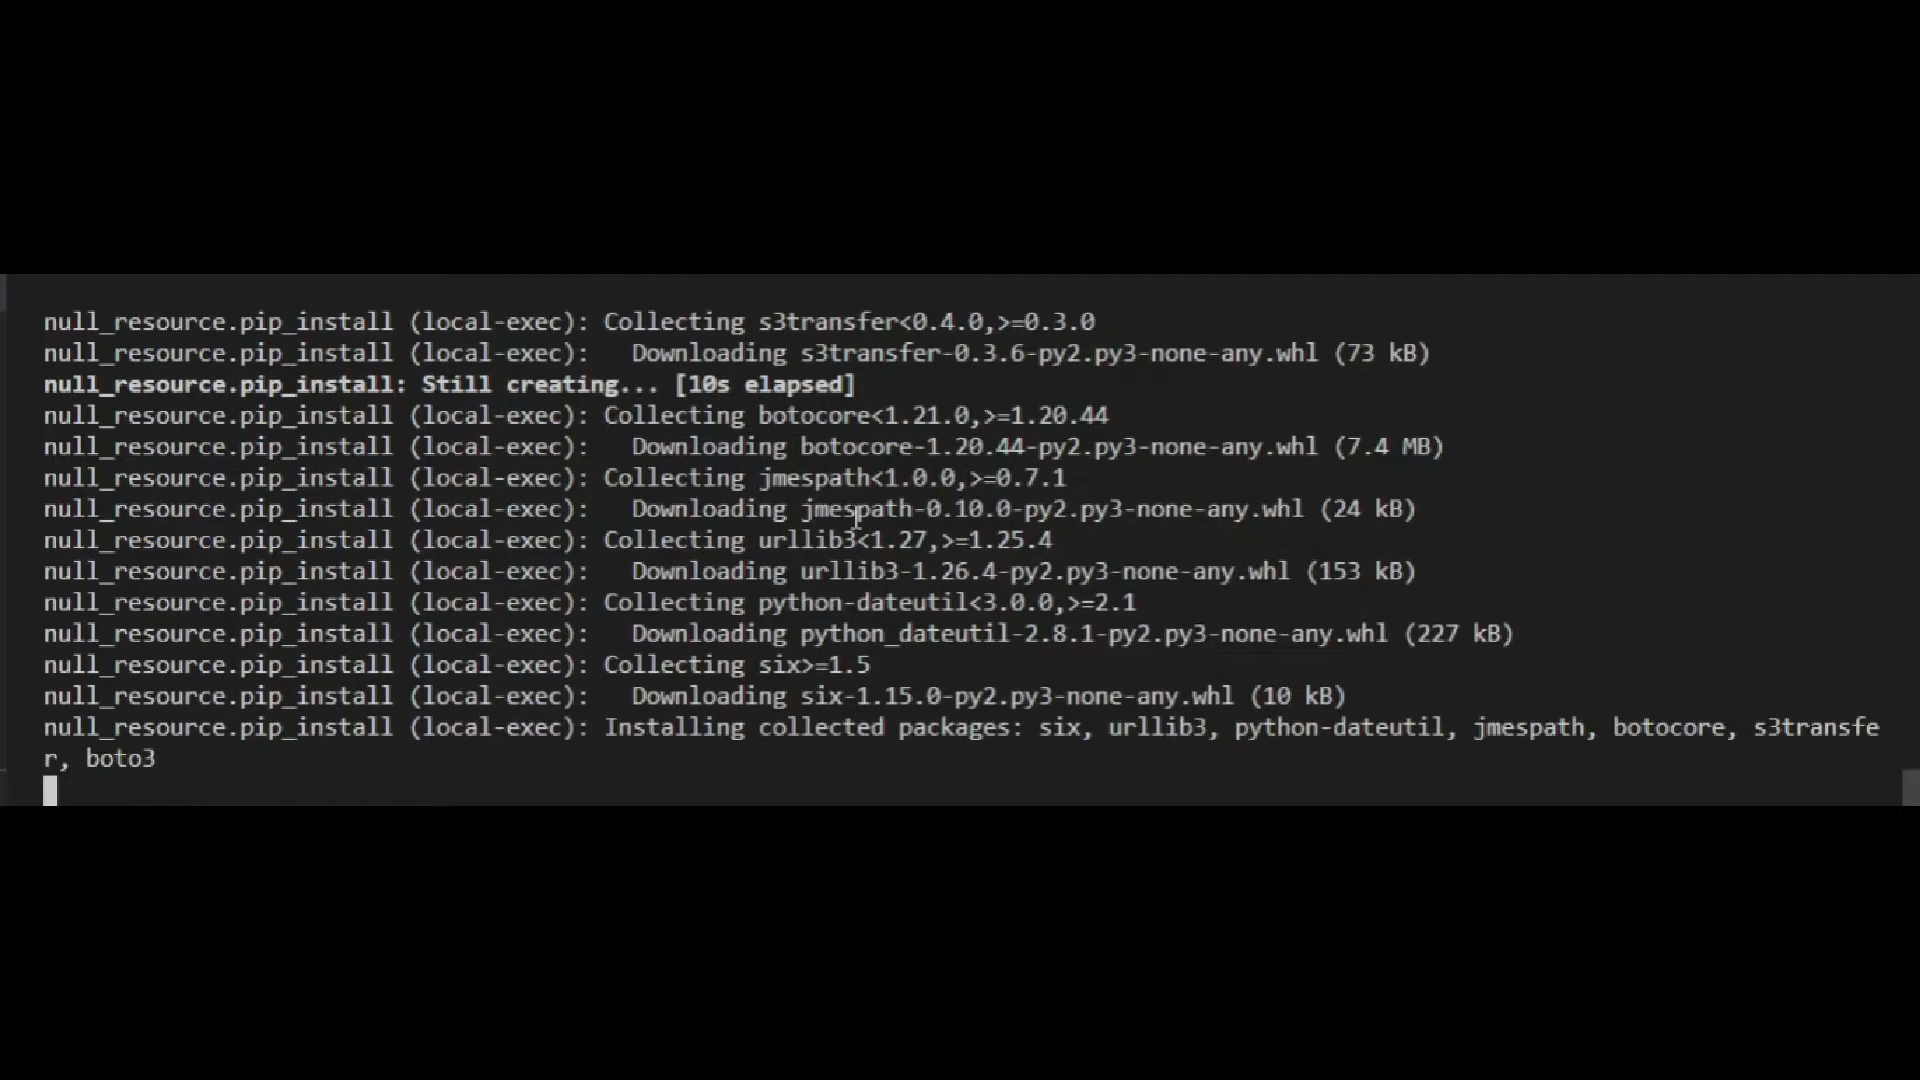 null_resource.pip_install (local-exec): Collecting s3transfer<0.4.0,>=0.3.0
null_resource.pip_install (local-exec):   Downloading s3transfer-0.3.6-py2.py3-none-any.whl (73 kB)
null_resource.pip_install: Still creating... [10s elapsed]
null_resource.pip_install (local-exec): Collecting botocore<1.21.0,>=1.20.44
null_resource.pip_install (local-exec):   Downloading botocore-1.20.44-py2.py3-none-any.whl (7.4 MB)
null_resource.pip_install (local-exec): Collecting jmespath<1.0.0,>=0.7.1
null_resource.pip_install (local-exec):   Downloading jmespath-0.10.0-py2.py3-none-any.whl (24 kB)
null_resource.pip_install (local-exec): Collecting urllib3<1.27,>=1.25.4
null_resource.pip_install (local-exec):   Downloading urllib3-1.26.4-py2.py3-none-any.whl (153 kB)
null_resource.pip_install (local-exec): Collecting python-dateutil<3.0.0,>=2.1
null_resource.pip_install (local-exec):   Downloading python_dateutil-2.8.1-py2.py3-none-any.whl (227 kB)
null_resource.pip_install (local-exec): Collecting six>=1.5
null_resource.pip_install (local-exec):   Downloading six-1.15.0-py2.py3-none-any.whl (10 kB)
null_resource.pip_install (local-exec): Installing collected packages: six, urllib3, python-dateutil, jmespath, botocore, s3transfe
r, boto3